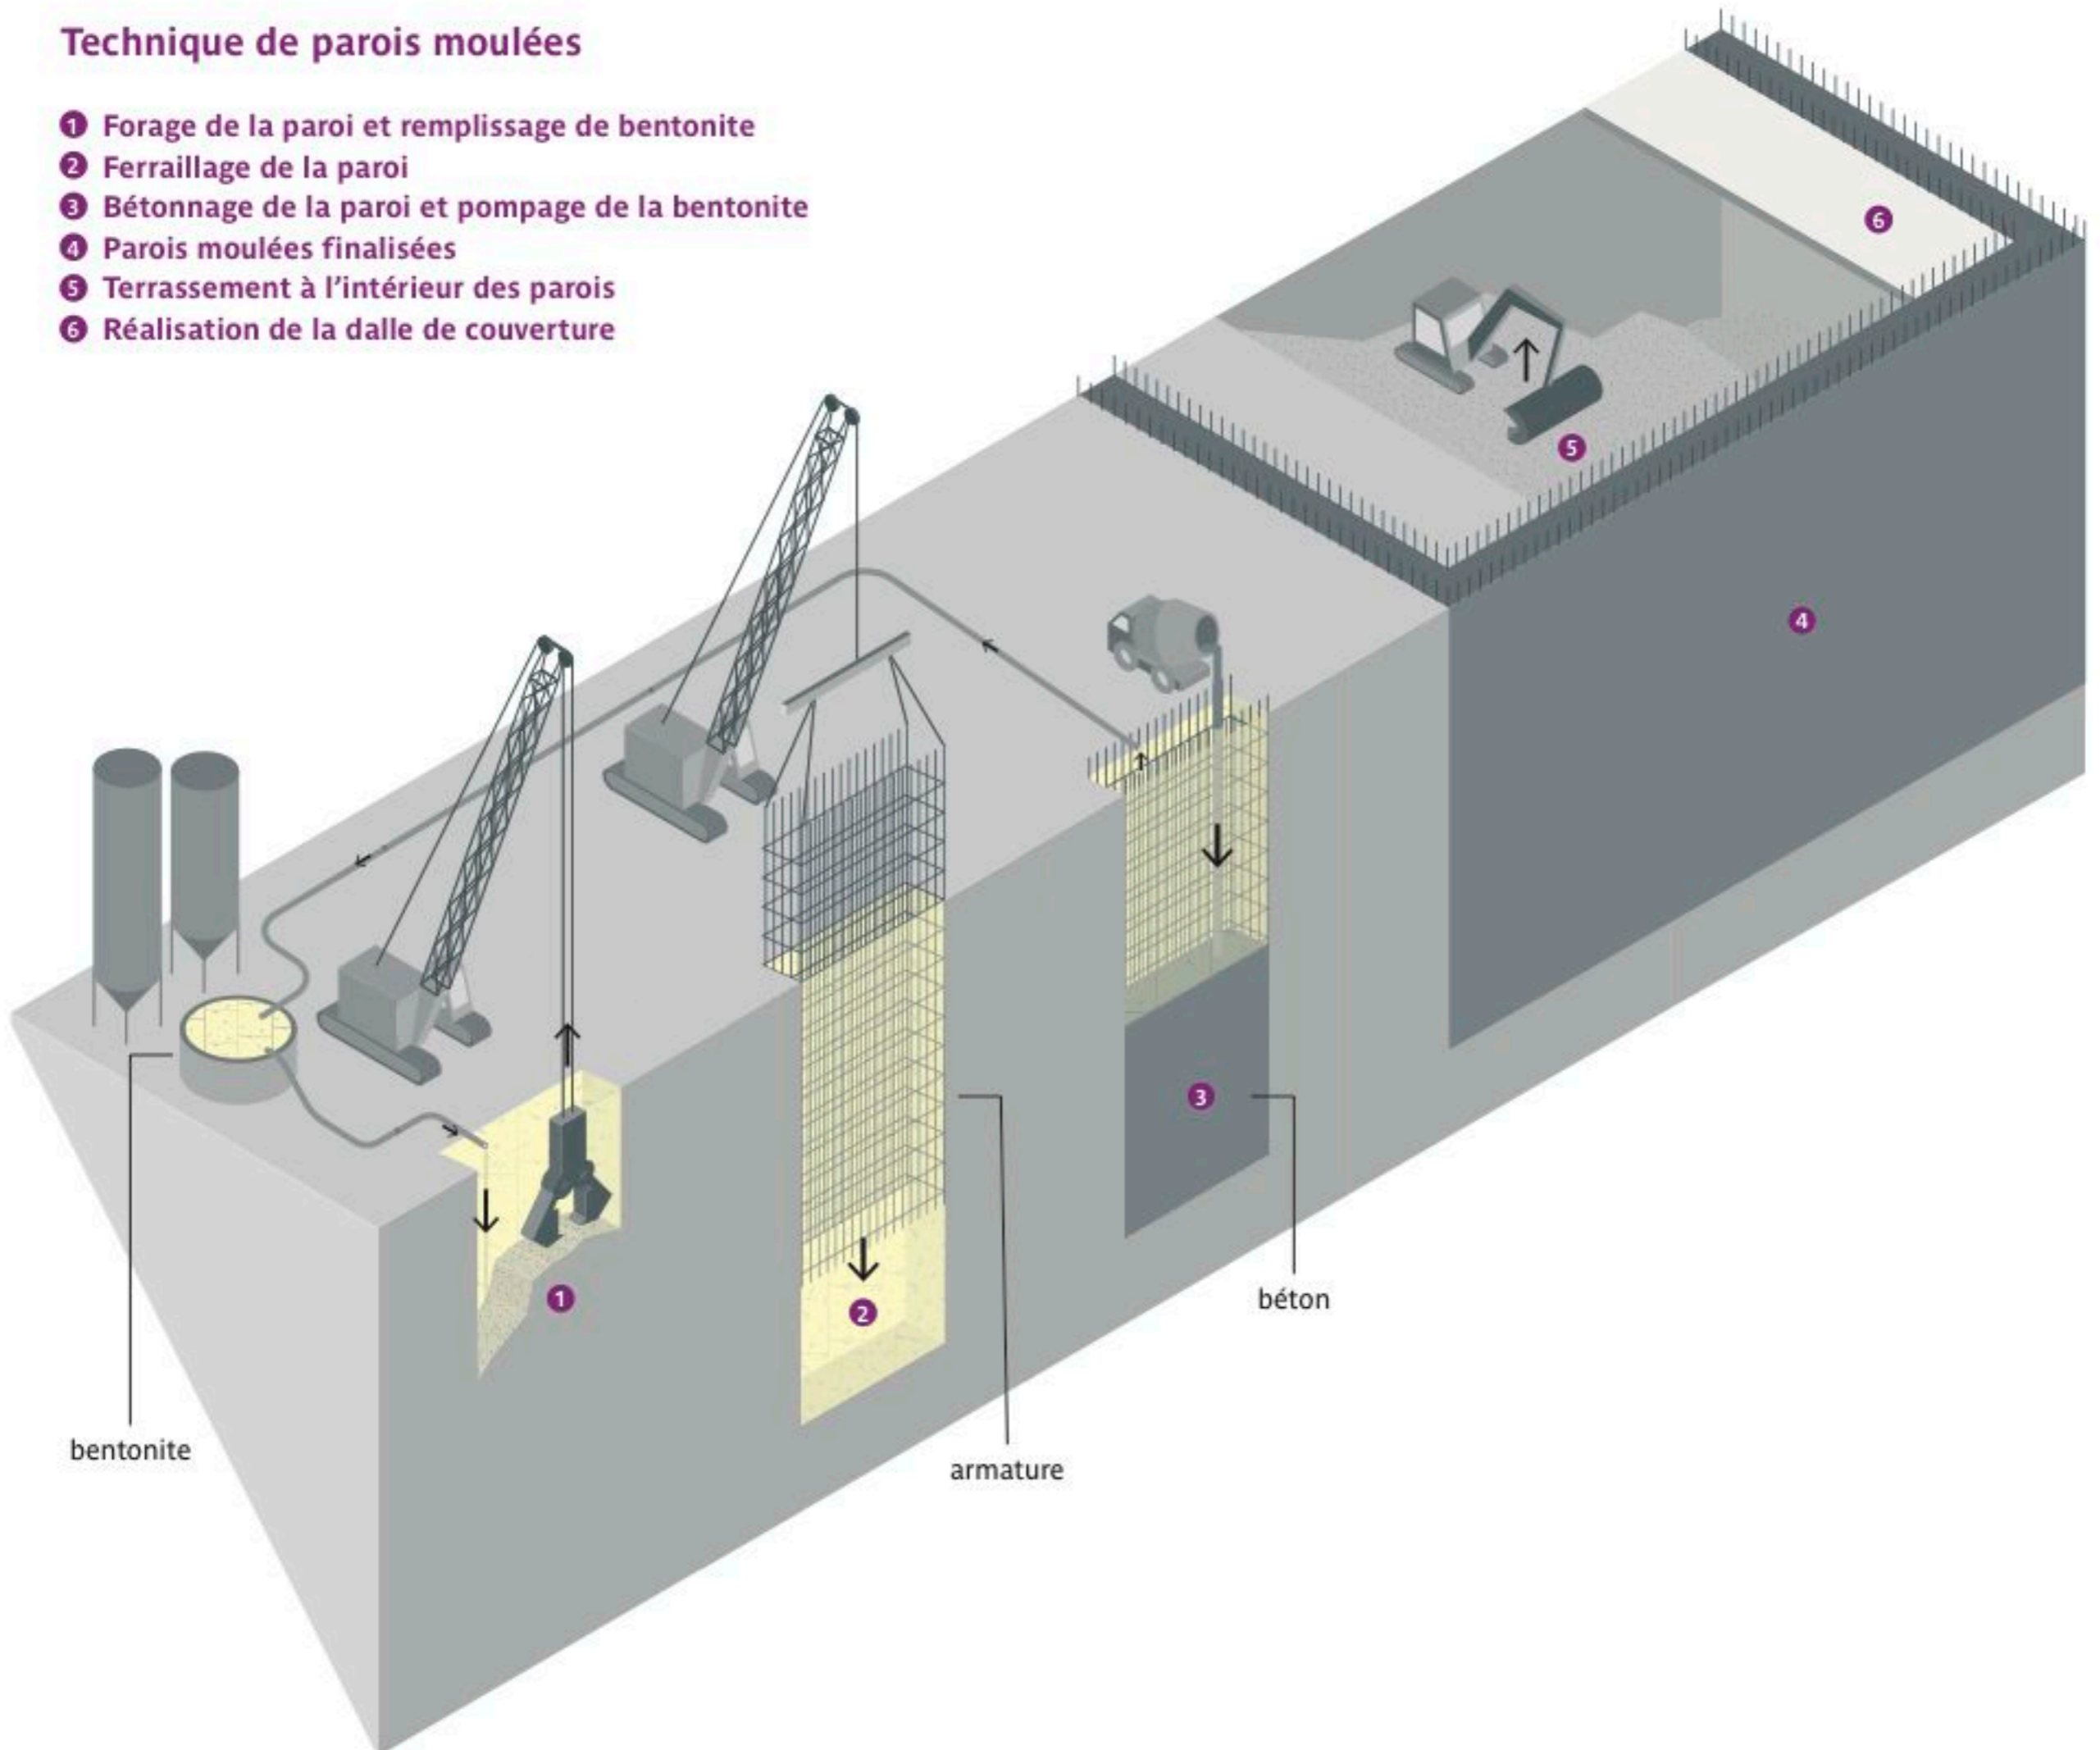 Technique de parois moulées
1 Forage de la paroi et remplissage de bentonite
2 Ferraillage de la paroi
3 Bétonnage de la paroi et pompage de la bentonite
4 Parois moulées finalisées
5 Terrassement à l'intérieur des parois
6 Réalisation de la dalle de couverture
6
5
4
3
béton
1
2
bentonite
armature